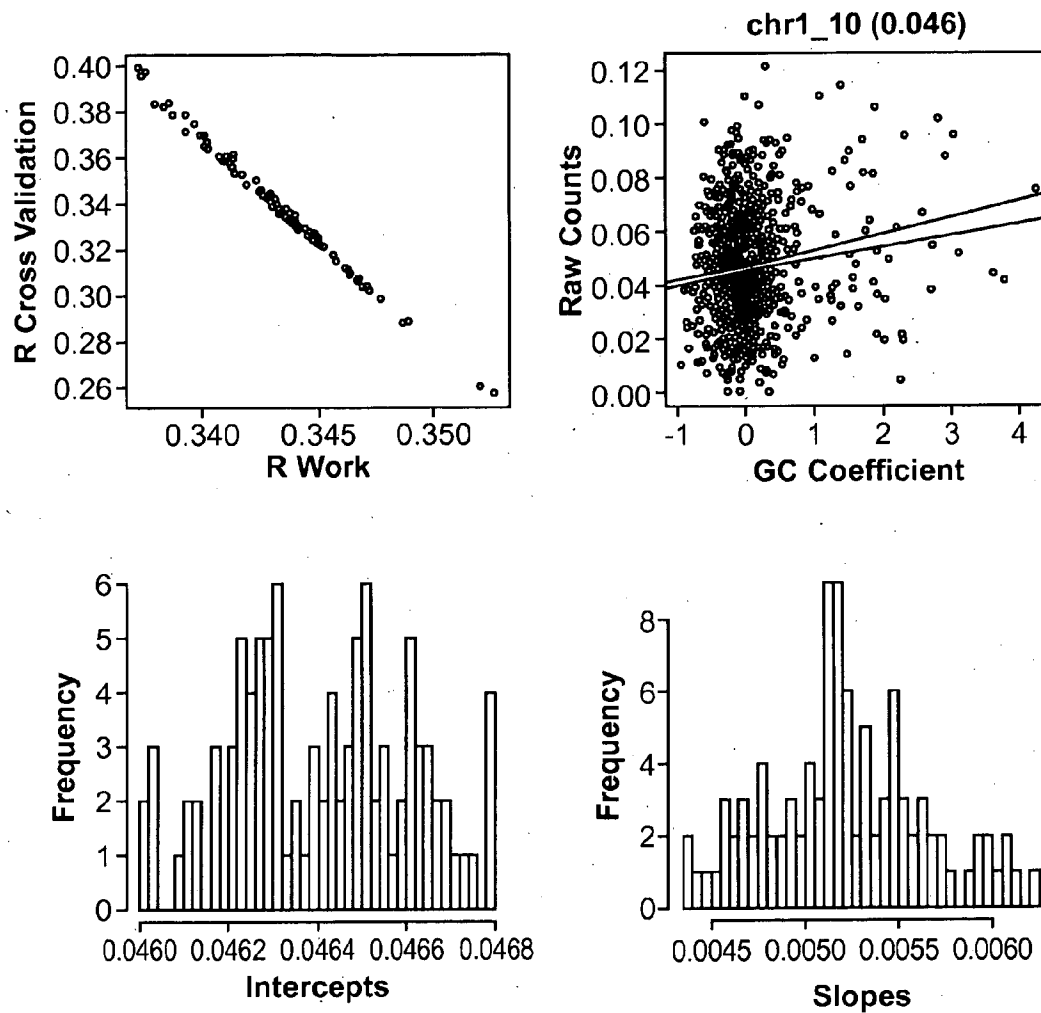 0.40
0.38
0.36
0.34
0.32
0.30
0.28
0.26
R Cross Validation
0.340 0.345 0.350
R Work
chr1_10 (0.046)
0.12
0.10
0.08
0.06
0.04
0.02
0.00
Raw Counts
-1 0 1 2 3 4
GC Coefficient
6
5
4
3
2
1
0
Frequency
0.0460 0.0462 0.0464 0.0466 0.0468
Intercepts
8
6
4
2
0
Frequency
0.0045 0.0050 0.0055 0.0060
Slopes